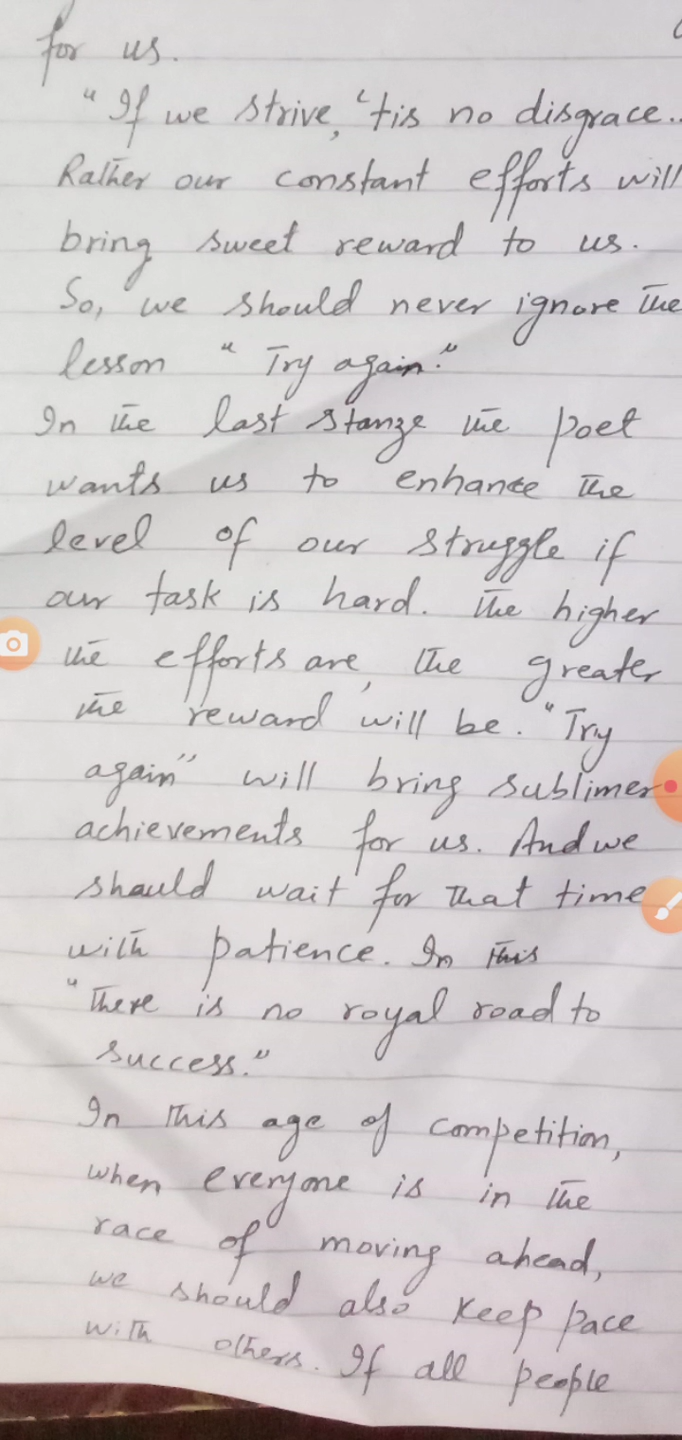 for us.
"If we strive, 'tis no disgrace..
Rather our constant efforts will
bring sweet reward to us.
So, we should never ignore the
lesson "Try again."
In the last stanze the poet
wants us to enhance the
level of our struggle if
our task is hard. The higher
the efforts are, the greater
the reward will be. "Try
again" will bring sublimer
achievements for us. And we
should wait for that time
with patience. In this
"There is no royal road to
success."
In this age of competition,
when everyone is in the
race of moving ahead,
we should also keep pace
with others. If all people